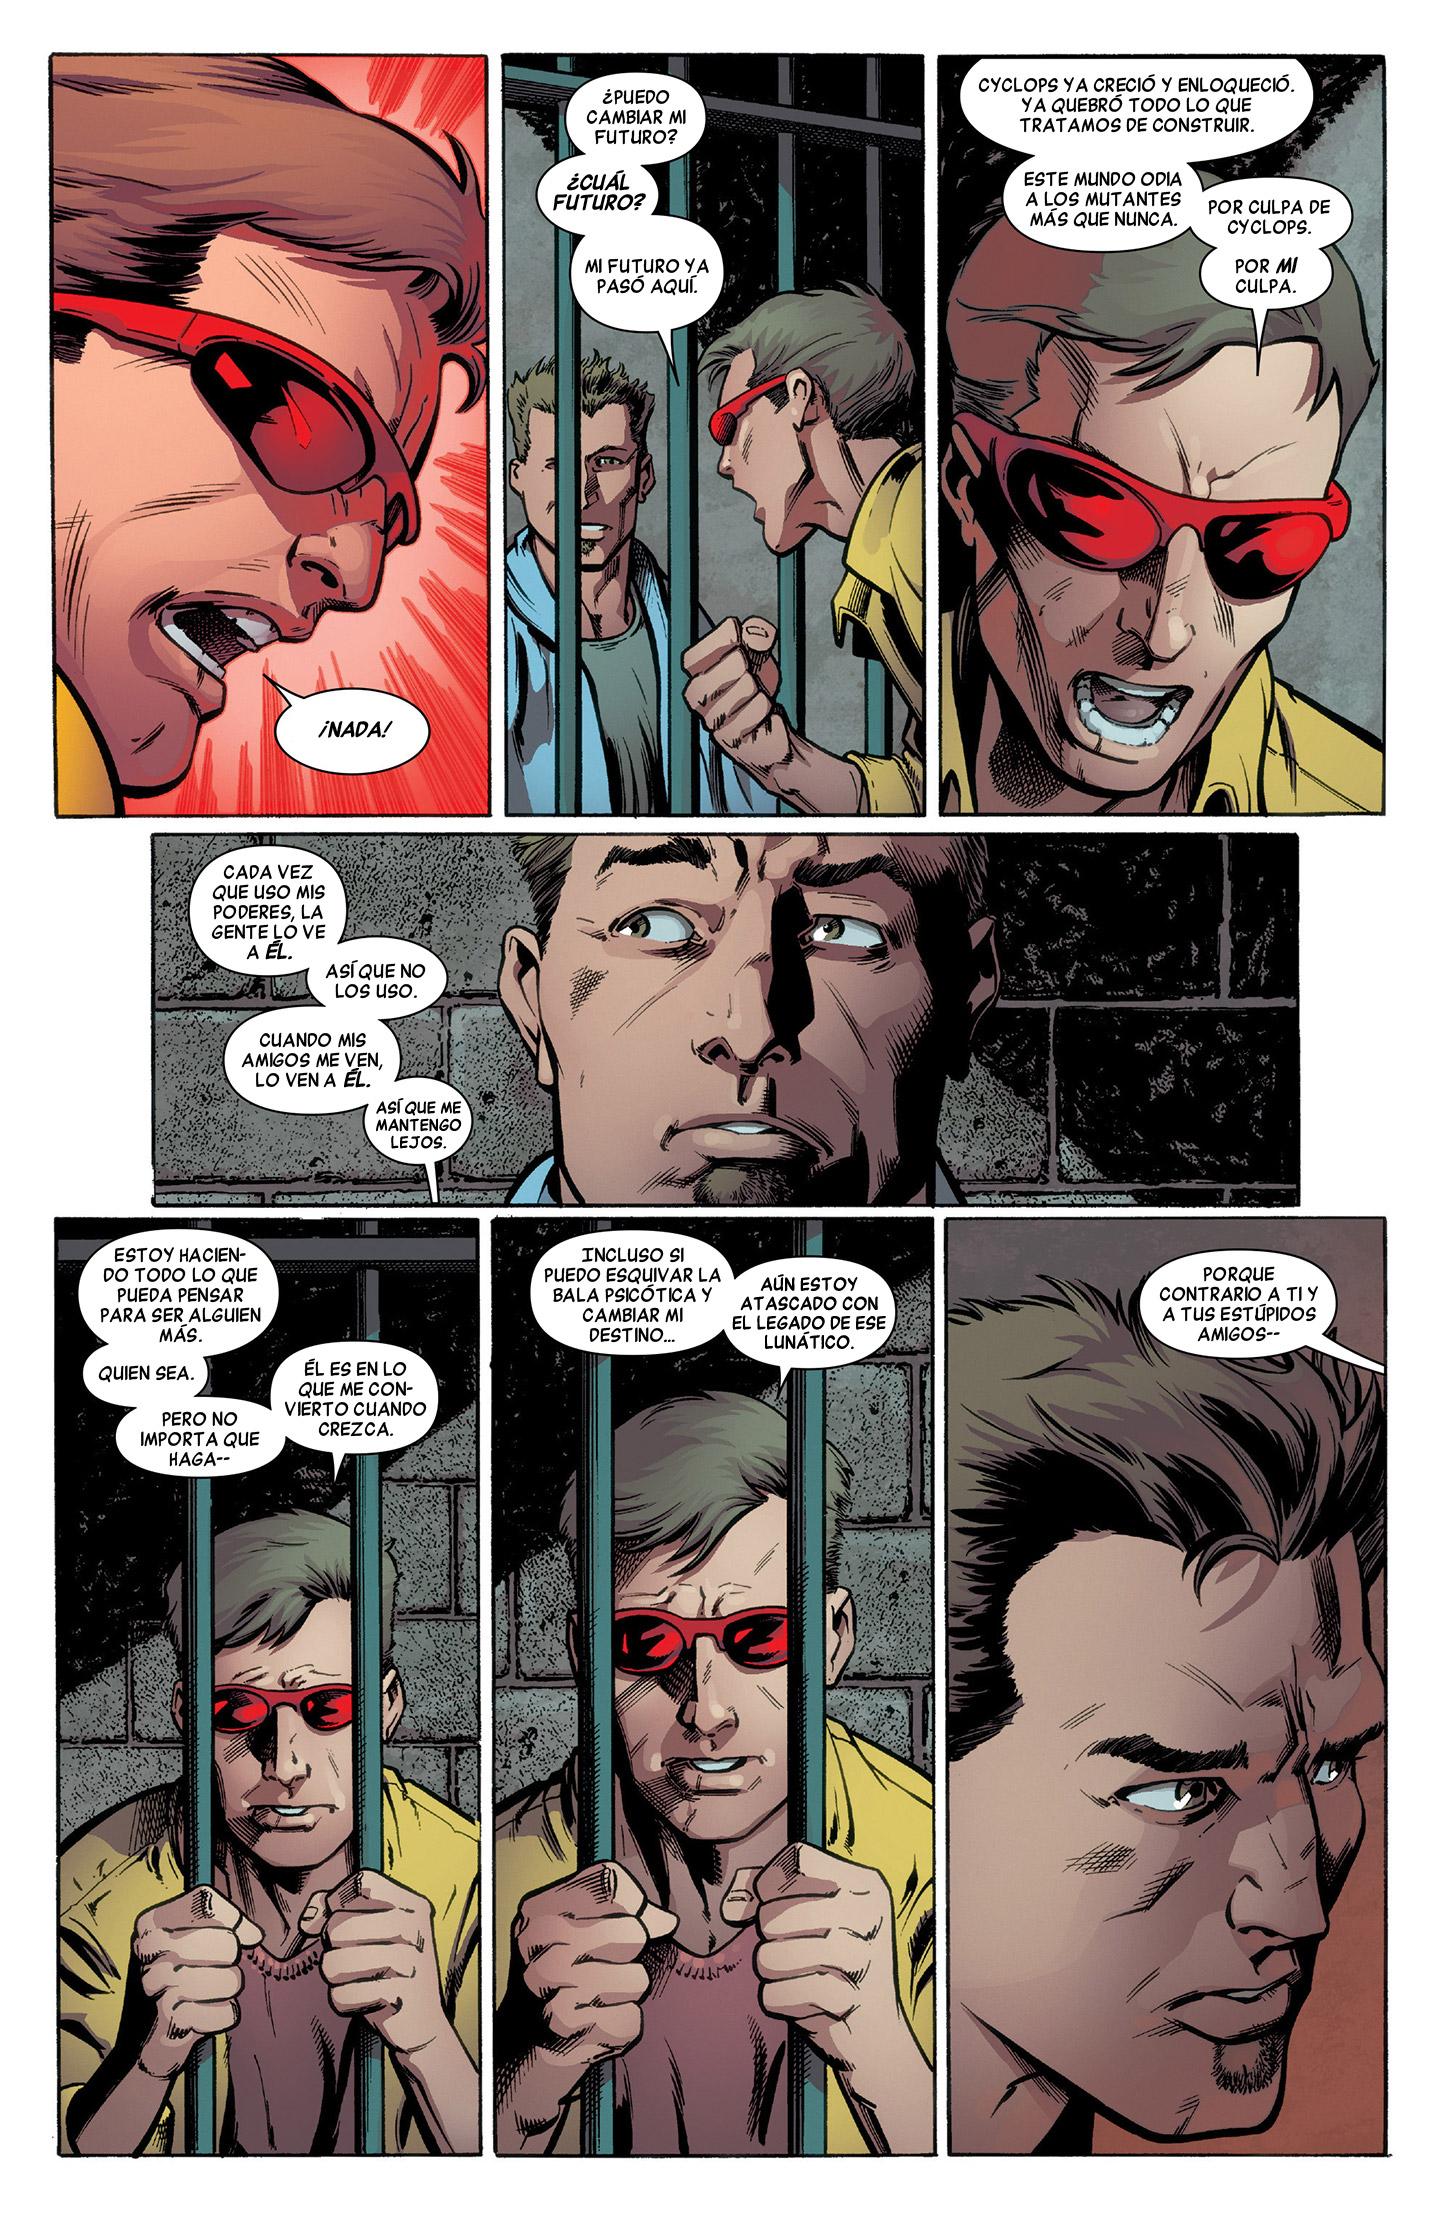 ¡NADA!
¿PUEDO
CAMBIAR MI
FUTURO?
¿CUÁL
FUTURO?
MI FUTURO YA
PASÓ AQUÍ.
CYCLOPS YA CRECIÓ Y ENLOQUECIÓ.
YA QUEBRÓ TODO LO QUE
TRATAMOS DE CONSTRUIR.
ESTE MUNDO ODIA
A LOS MUTANTES
MÁS QUE NUNCA.
POR CULPA DE
CYCLOPS.
POR MI
CULPA.
CADA VEZ
QUE USO MIS
PODERES, LA
GENTE LO VE
A ÉL.
ASÍ QUE NO
LOS USO.
CUANDO MIS
AMIGOS ME VEN,
LO VEN A ÉL.
ASÍ QUE ME
MANTENGO
LEJOS.
ESTOY HACIEN-
DO TODO LO QUE
PUEDA PENSAR
PARA SER ALGUIEN
MÁS.
QUIEN SEA.
PERO NO
IMPORTA QUE
HAGA--
ÉL ES EN LO
QUE ME CON-
VIERTO CUANDO
CREZCA.
INCLUSO SI
PUEDO ESQUIVAR LA
BALA PSICÓTICA Y
CAMBIAR MI
DESTINO...
AÚN ESTOY
ATASCADO CON
EL LEGADO DE ESE
LUNÁTICO.
PORQUE
CONTRARIO A TI Y
A TUS ESTÚPIDOS
AMIGOS--